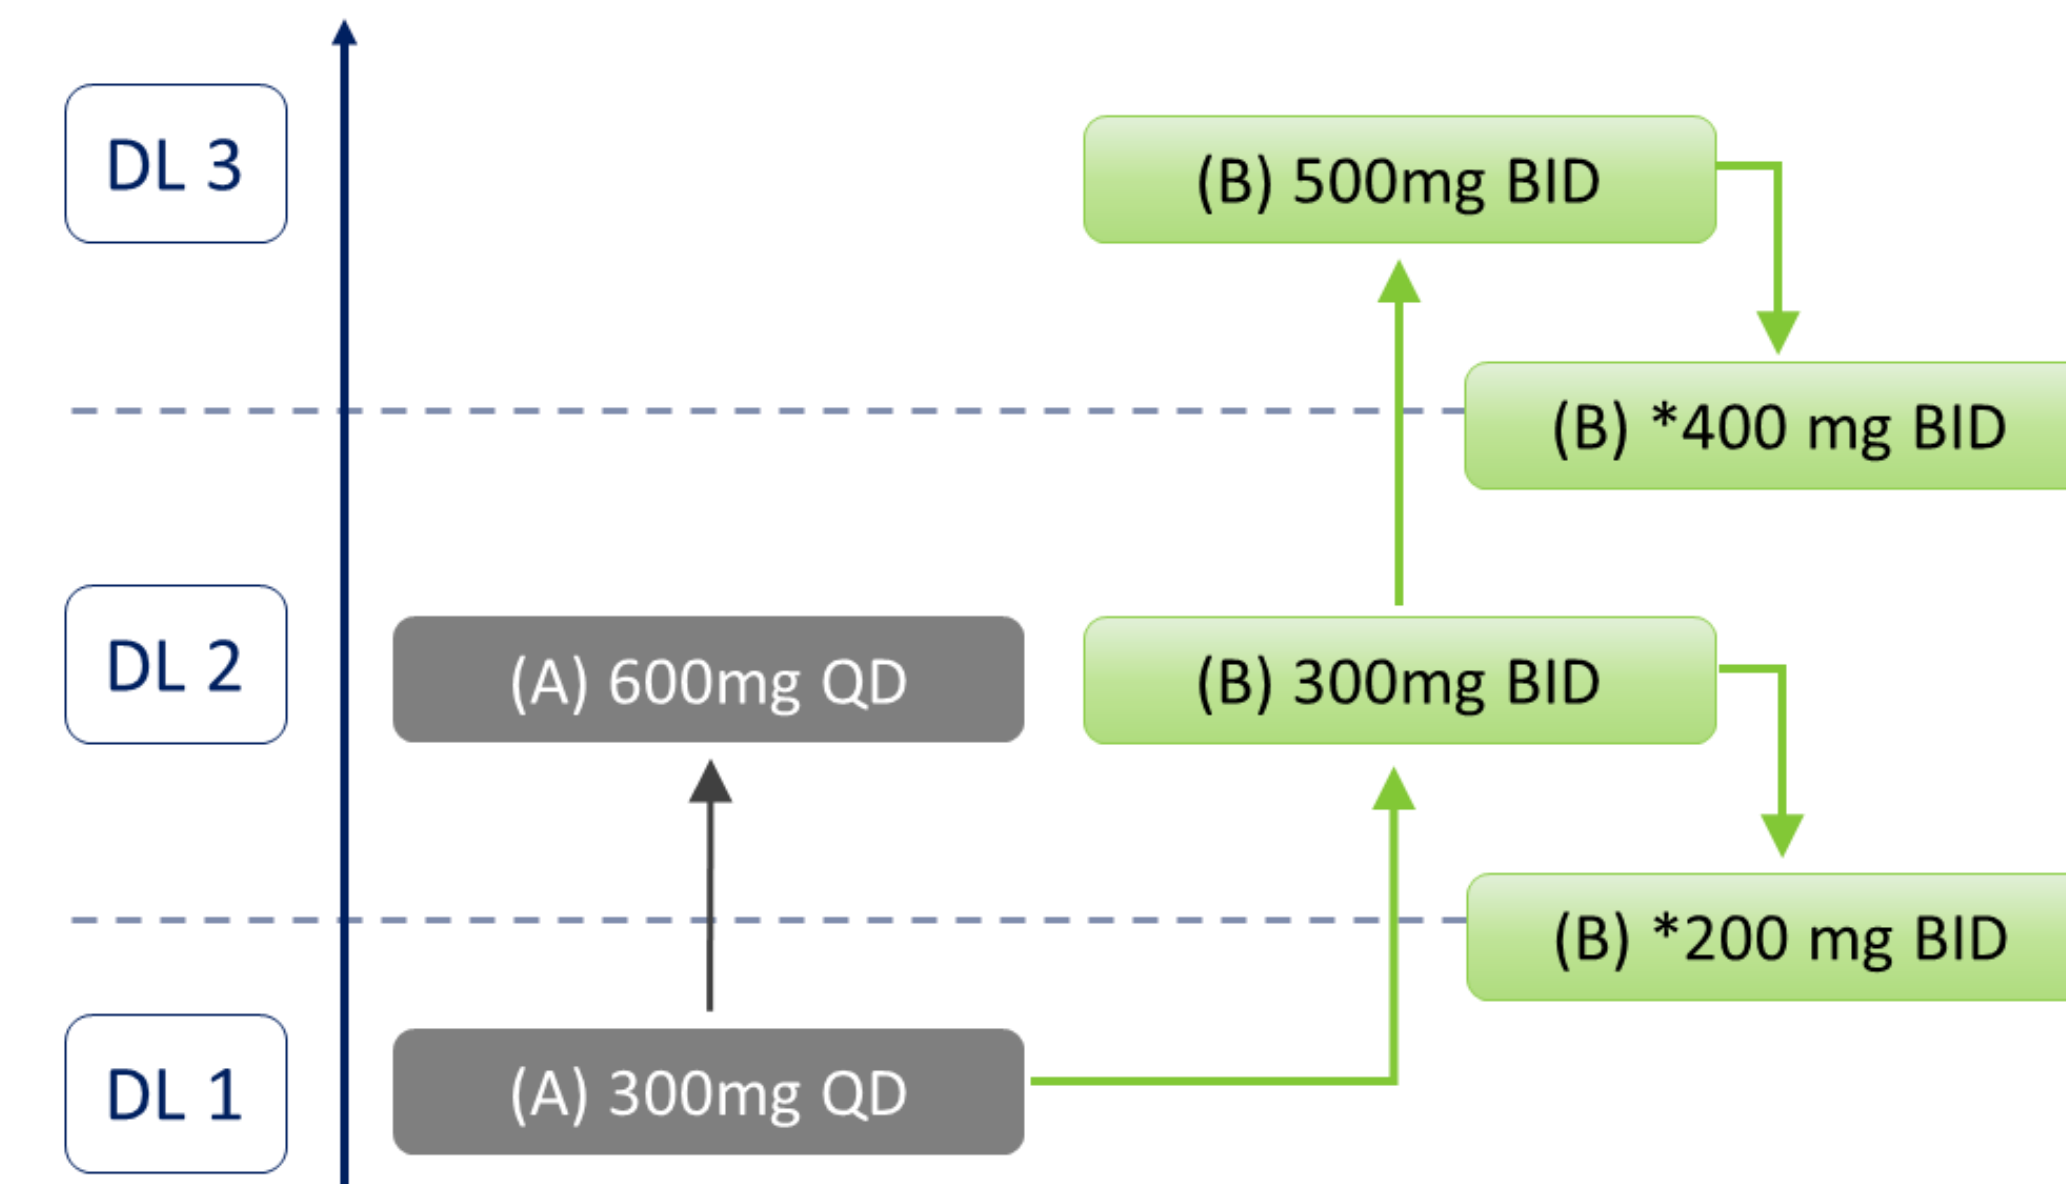 DL 3
(B) 500mg BID
(B) *400 mg BID
DL 2
(A) 600mg QD
(B) 300mg BID
(B) *200 mg BID
DL 1
(A) 300mg QD